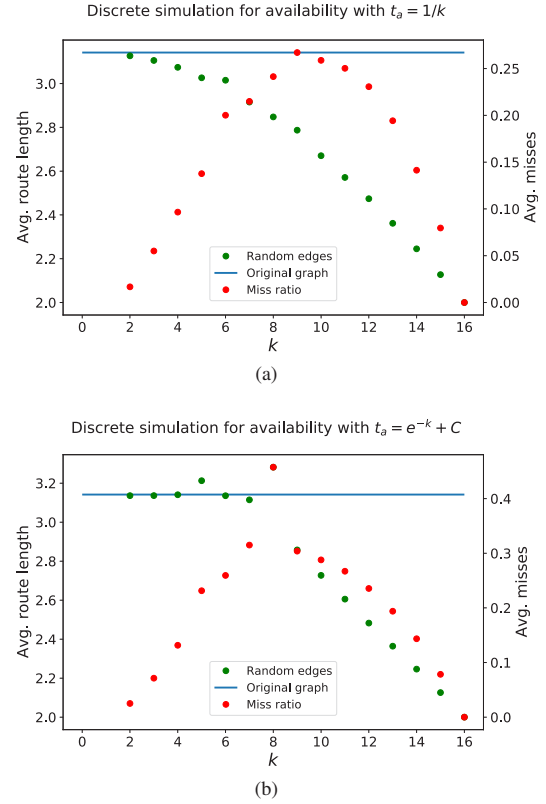 Discrete simulation for availability with t_a = 1/k
3.0
2.8
2.6
2.4
2.2
2.0
Avg. route length
0.25
0.20
0.15
0.10
0.05
0.00
Avg. misses
Random edges
Original graph
Miss ratio
0 2 4 6 8 10 12 14 16
k
(a)
Discrete simulation for availability with t_a = e^{-k} + C
3.2
3.0
2.8
2.6
2.4
2.2
2.0
Avg. route length
0.4
0.3
0.2
0.1
0.0
Avg. misses
Random edges
Original graph
Miss ratio
0 2 4 6 8 10 12 14 16
k
(b)